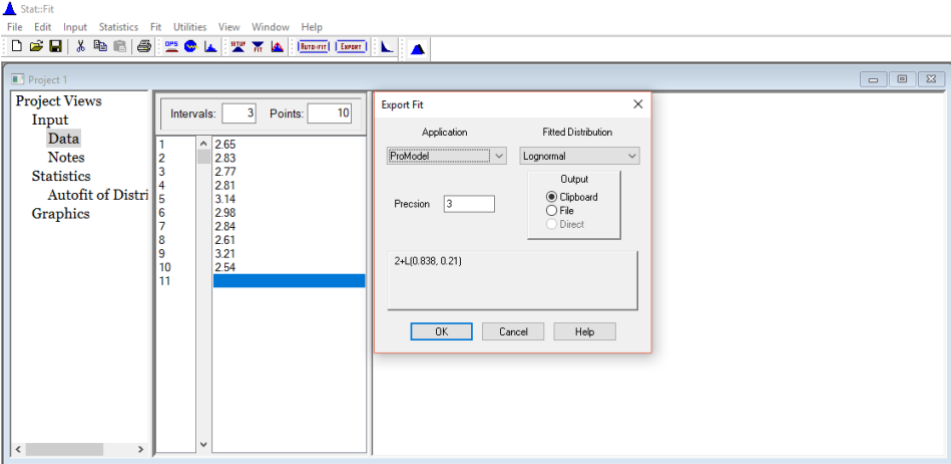 Stat::Fit
File Edit Input Statistics Fit Utilities View Window Help
DPS SETUP FIT AUTO-FIT EXPORT
Project 1
Project Views
Input
Data
Notes
Statistics
Autofit of Distri
Graphics
Intervals: 3 Points: 10
1 2.65
2 2.83
3 2.77
4 2.81
5 3.14
6 2.98
7 2.84
8 2.61
9 3.21
10 2.54
11
Export Fit
Application Fitted Distribution
ProModel Lognormal
Output
Precsion 3
Clipboard
File
Direct
2+L(0.838, 0.21)
OK Cancel Help